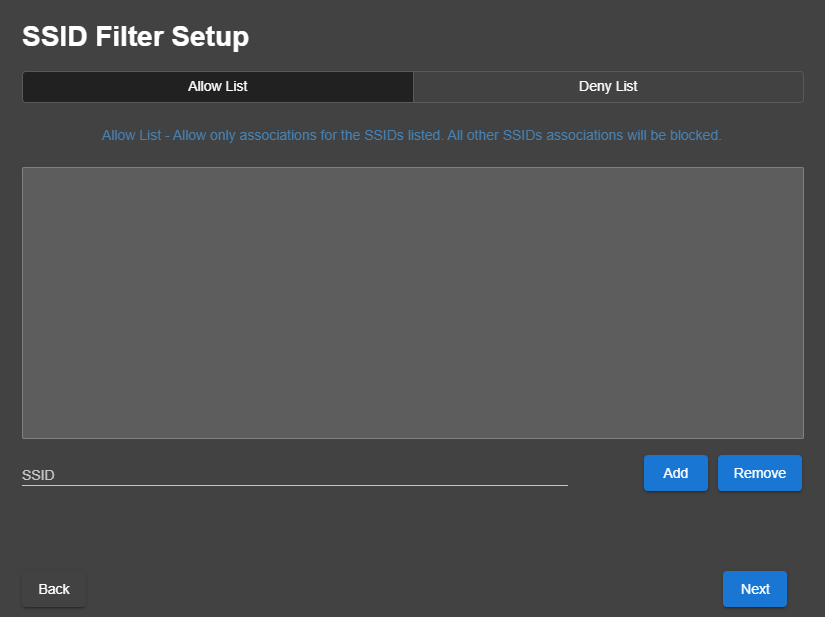 SSID Filter Setup
Allow List
Deny List
Allow List - Allow only associations for the SSIDs listed. All other SSIDs associations will be blocked.
SSID
Add
Remove
Back
Next